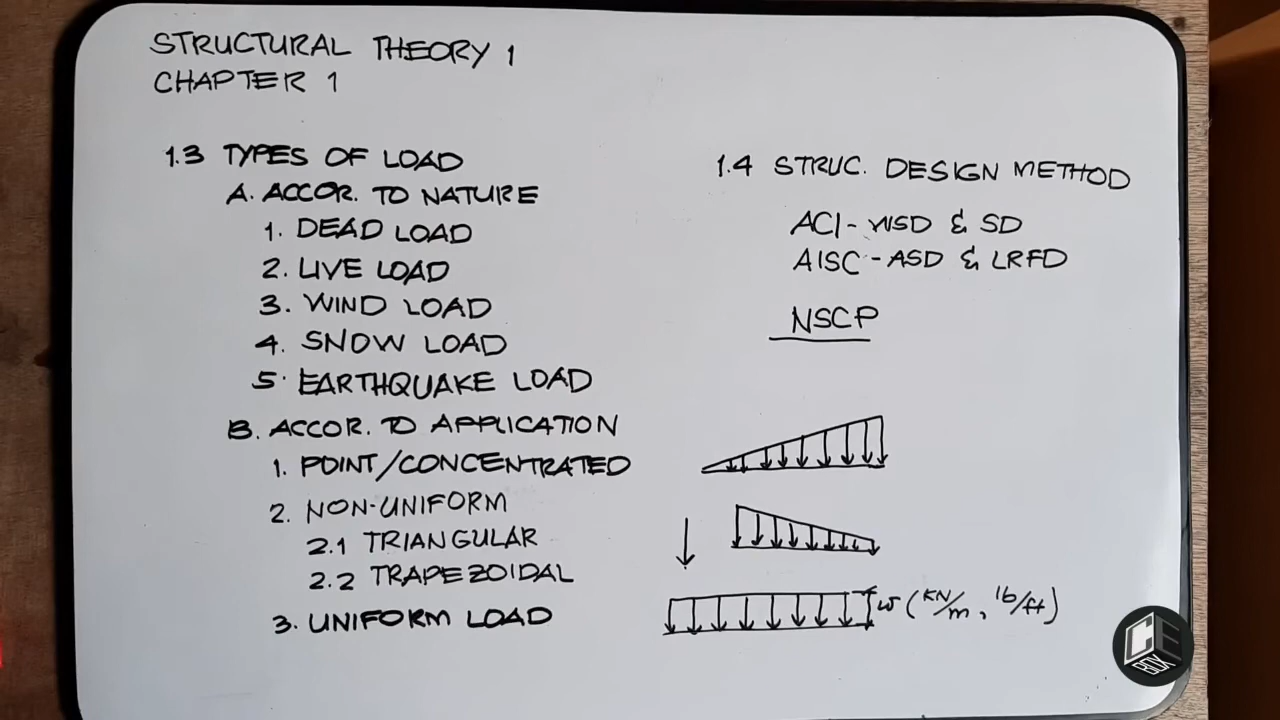 STRUCTURAL THEORY 1
CHAPTER 1
1.3 TYPES OF LOAD
A. ACCOR. TO NATURE
1. DEAD LOAD
2. LIVE LOAD
3. WIND LOAD
4. SNOW LOAD
5. EARTHQUAKE LOAD
B. ACCOR. TO APPLICATION
1. POINT/CONCENTRATED
2. NON-UNIFORM
2.1 TRIANGULAR
2.2 TRAPEZOIDAL
3. UNIFORM LOAD
1.4 STRUC. DESIGN METHOD
ACI - WSD & SD
AISC - ASD & LRFD
NSCP
w (KN/m, lb/ft)
CE
BOX